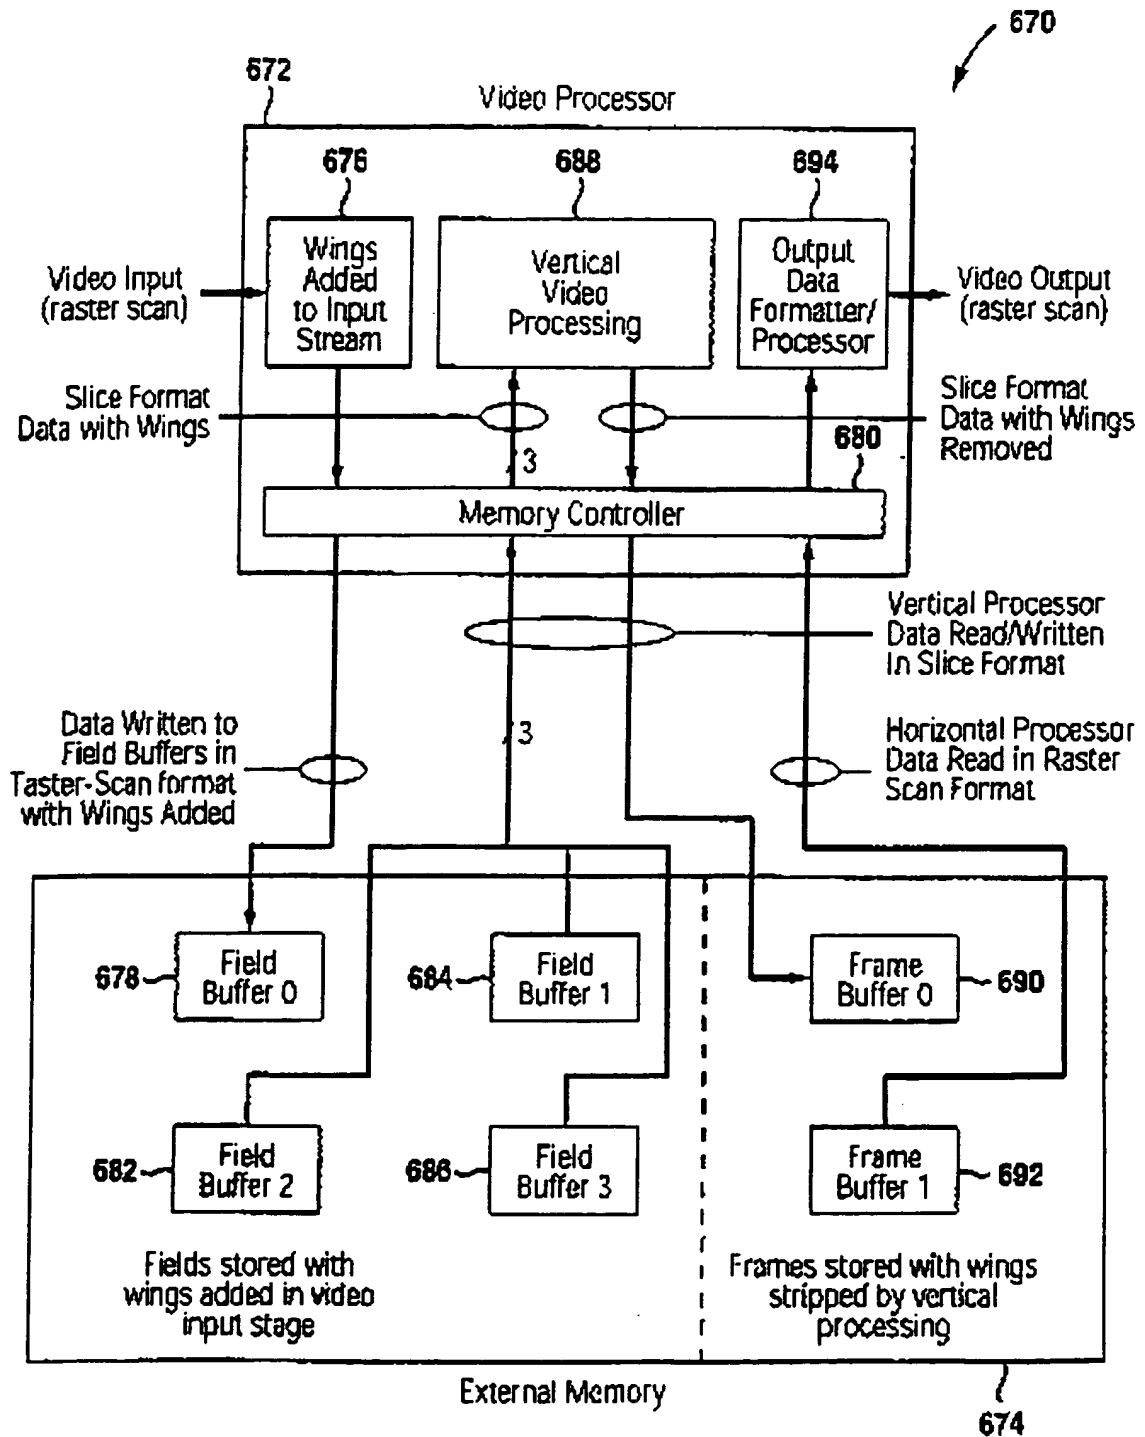 670
672
Video Processor
676
688
694
Wings
Added
to Input
Stream
Vertical
Video
Processing
Output
Data
Formatter/
Processor
Video Input
(raster scan)
Video Output
(raster scan)
Slice Format
Data with Wings
3
Slice Format
Data with Wings
Removed
680
Memory Controller
Vertical Processor
Data Read/Written
In Slice Format
Data Written to
Field Buffers in
Taster-Scan format
with Wings Added
3
Horizontal Processor
Data Read in Raster
Scan Format
678
Field
Buffer 0
684
Field
Buffer 1
Frame
Buffer 0
690
682
Field
Buffer 2
686
Field
Buffer 3
Frame
Buffer 1
692
Fields stored with
wings added in video
input stage
Frames stored with wings
stripped by vertical
processing
External Memory
674